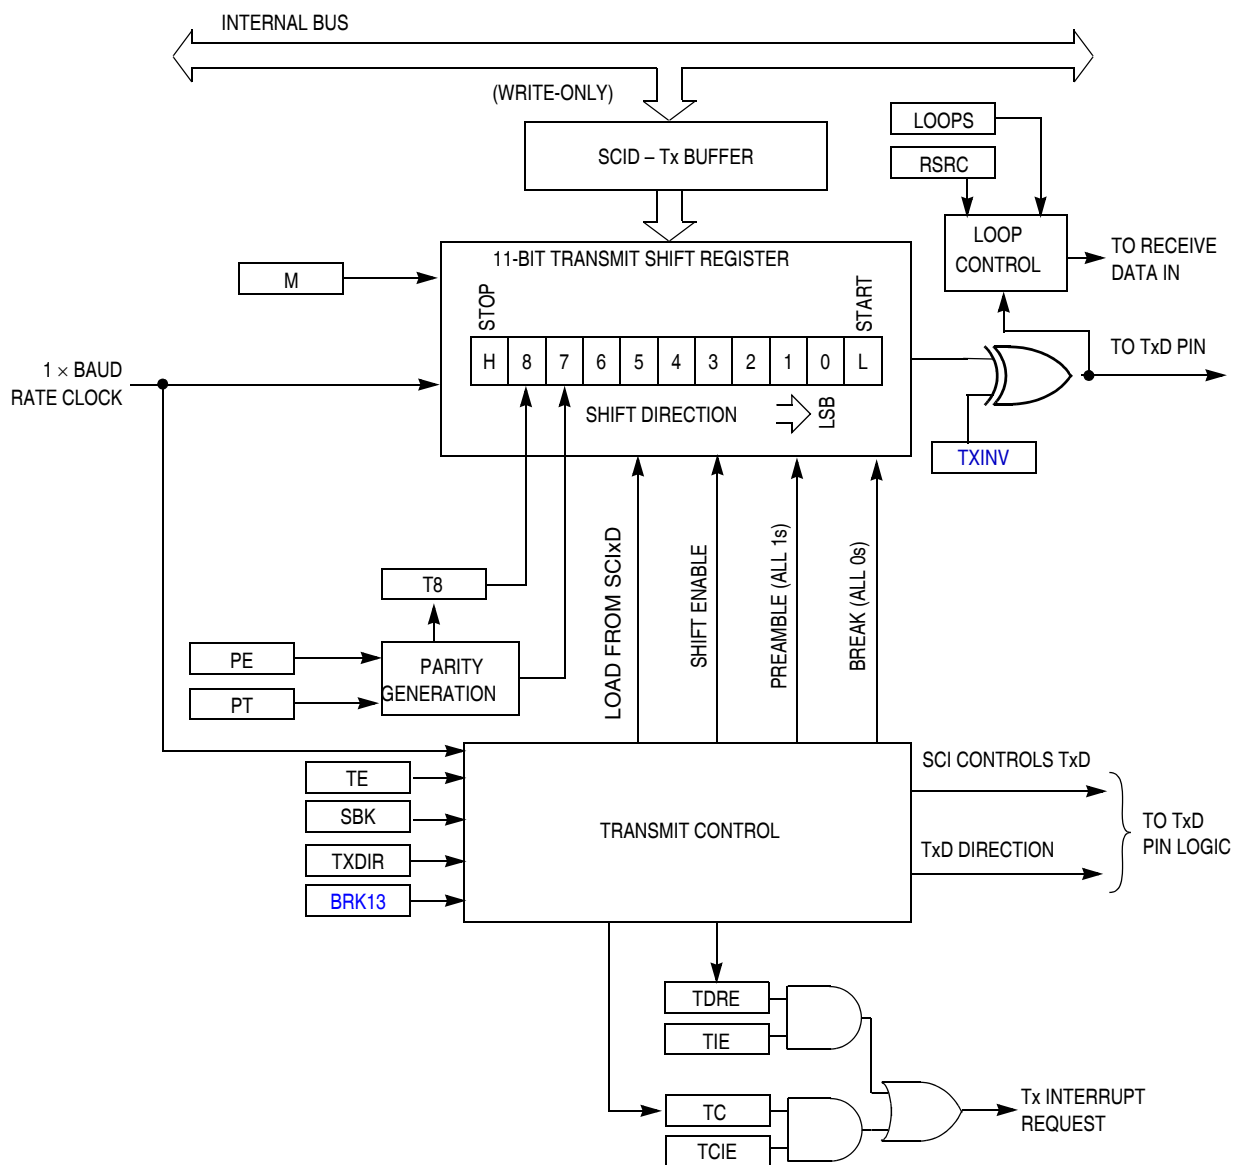 INTERNAL BUS
(WRITE-ONLY)
SCID – Tx BUFFER
LOOPS
RSRC
LOOP
CONTROL
TO RECEIVE
DATA IN
11-BIT TRANSMIT SHIFT REGISTER
M
STOP
START
H 8 7 6 5 4 3 2 1 0 L
1 × BAUD
RATE CLOCK
SHIFT DIRECTION
LSB
TO TxD PIN
TXINV
LOAD FROM SCIxD
SHIFT ENABLE
PREAMBLE (ALL 1s)
BREAK (ALL 0s)
T8
PE
PT
PARITY
GENERATION
TE
SBK
TXDIR
BRK13
TRANSMIT CONTROL
SCI CONTROLS TxD
TxD DIRECTION
TO TxD
PIN LOGIC
TDRE
TIE
TC
TCIE
Tx INTERRUPT
REQUEST